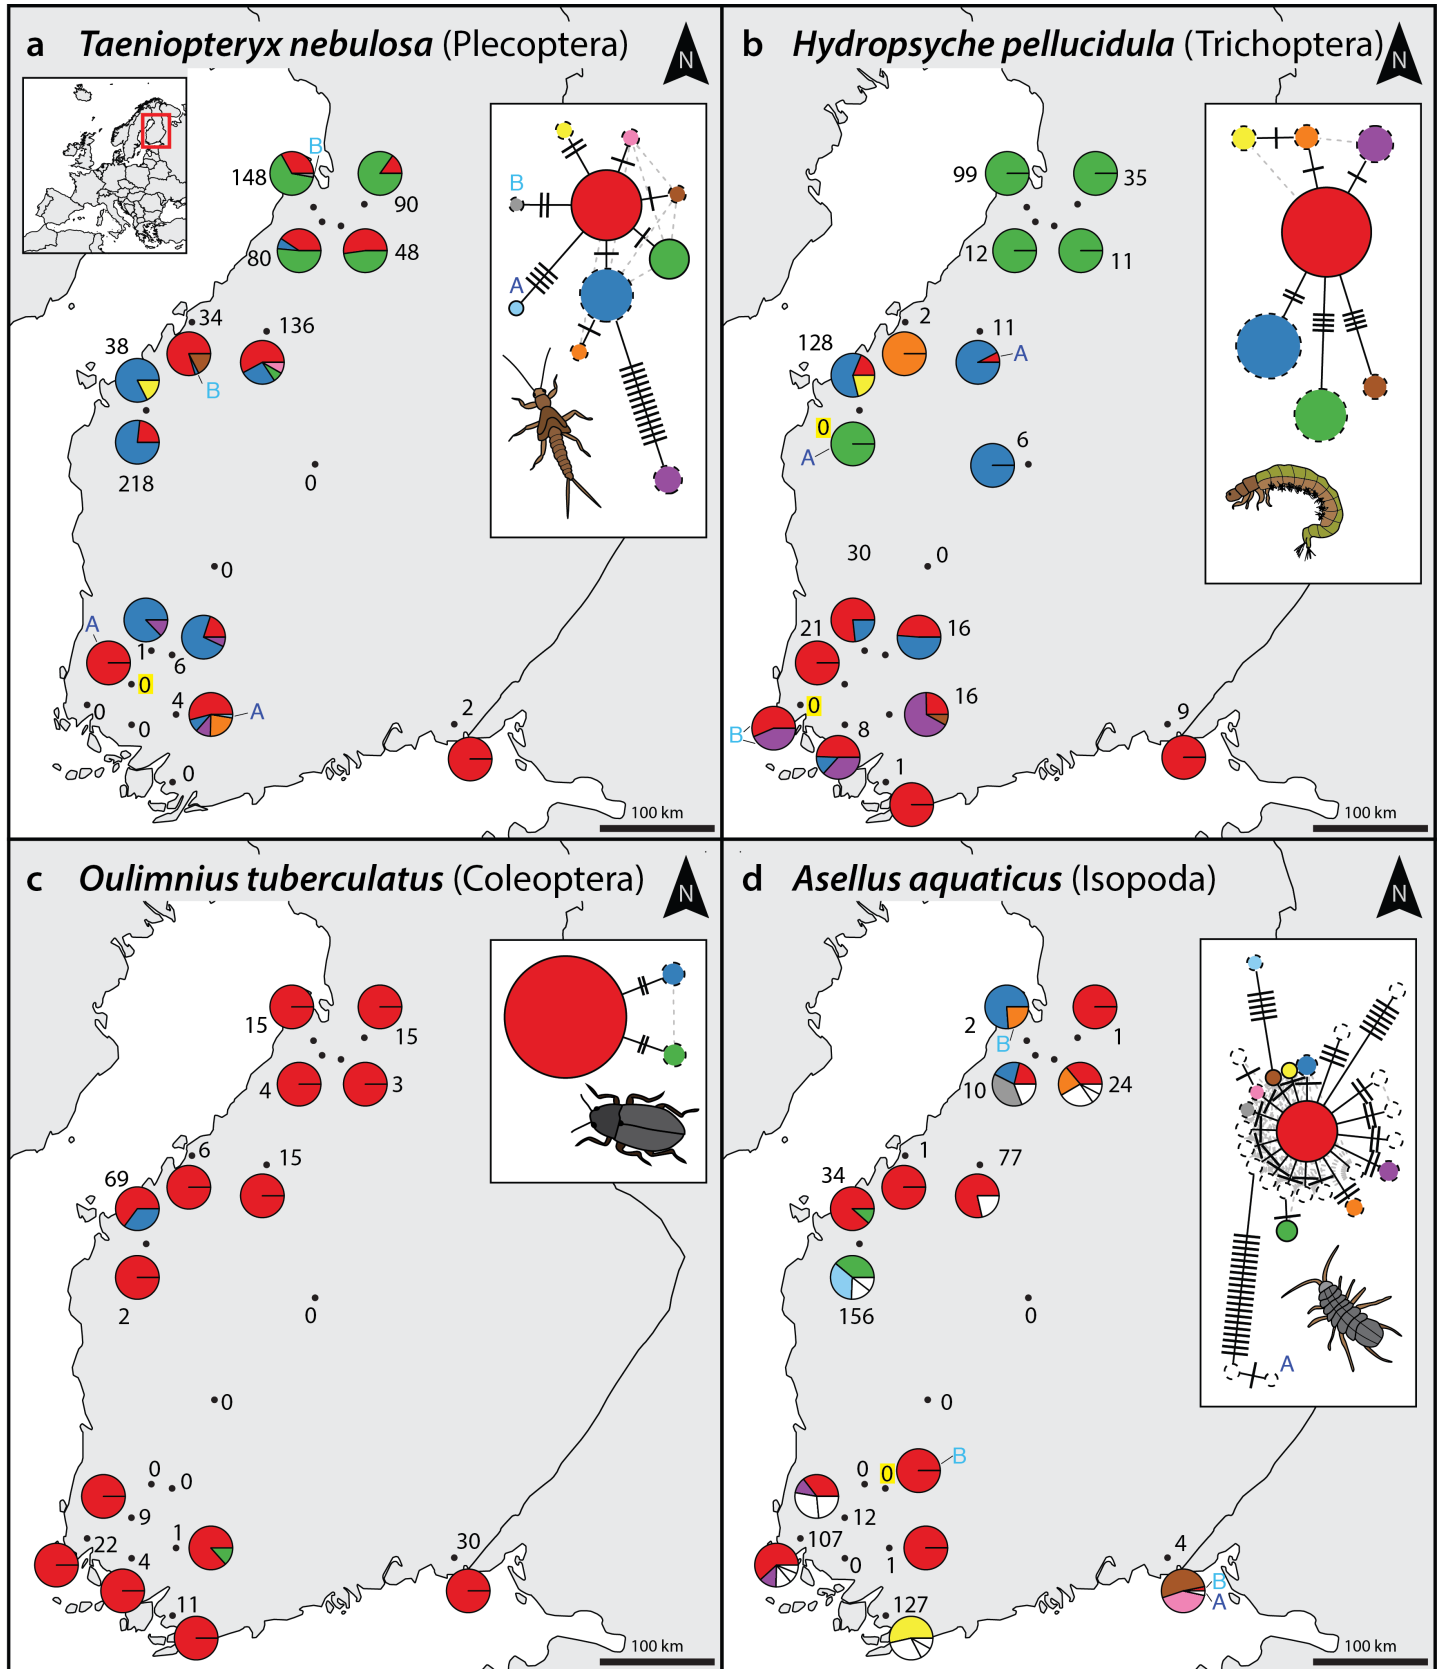 a Taeniopteryx nebulosa (Plecoptera)
N
B
148
90
80
48
B
A
34
136
38
B
218
0
0
A
1
6
0
4
A
0
0
2
0
100 km
b Hydropsyche pellucidula (Trichoptera)
N
99
35
12
11
2
11
128
A
0
A
6
30
0
21
16
0
16
B
8
9
1
100 km
c Oulimnius tuberculatus (Coleoptera)
N
15
15
4
3
6
15
69
2
0
0
0
0
9
1
22
4
30
11
100 km
d Asellus aquaticus (Isopoda)
N
2
B
1
10
24
1
77
34
156
0
A
0
B
0
0
12
107
0
1
4
B
A
127
100 km